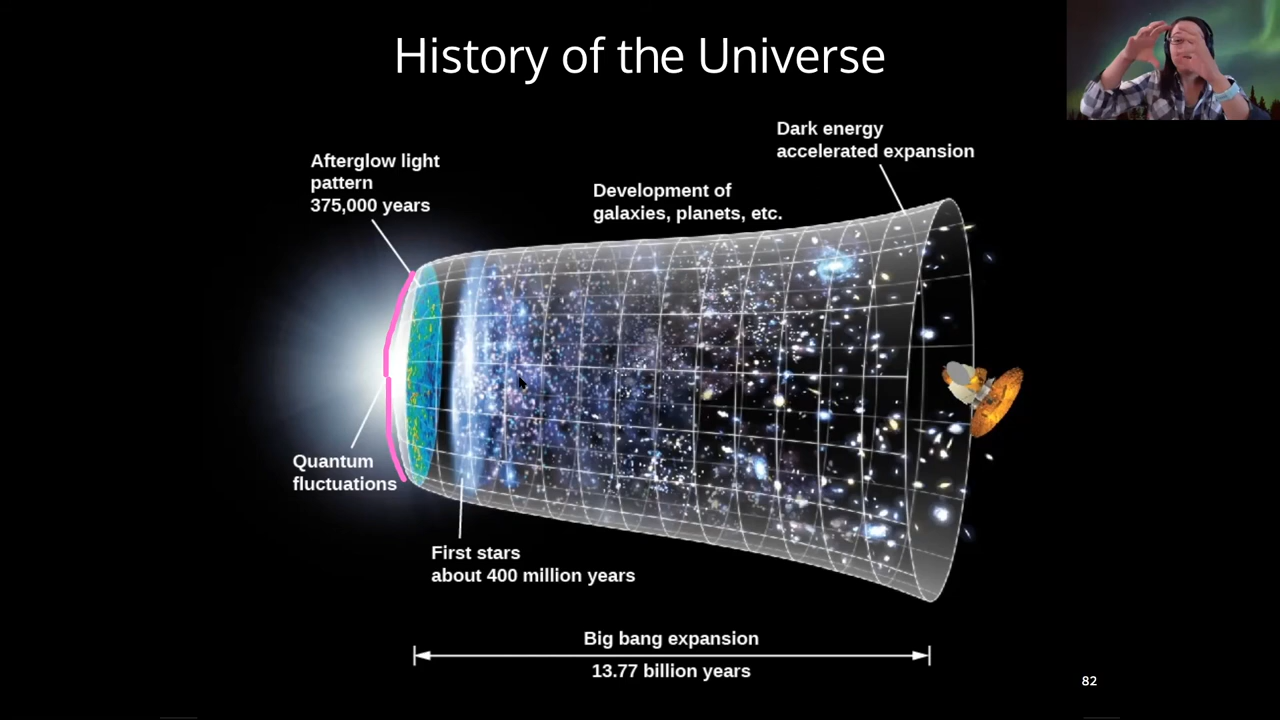 History of the Universe
Dark energy
accelerated expansion
Afterglow light
pattern
375,000 years
Development of
galaxies, planets, etc.
Quantum
fluctuations
First stars
about 400 million years
Big bang expansion
13.77 billion years
82